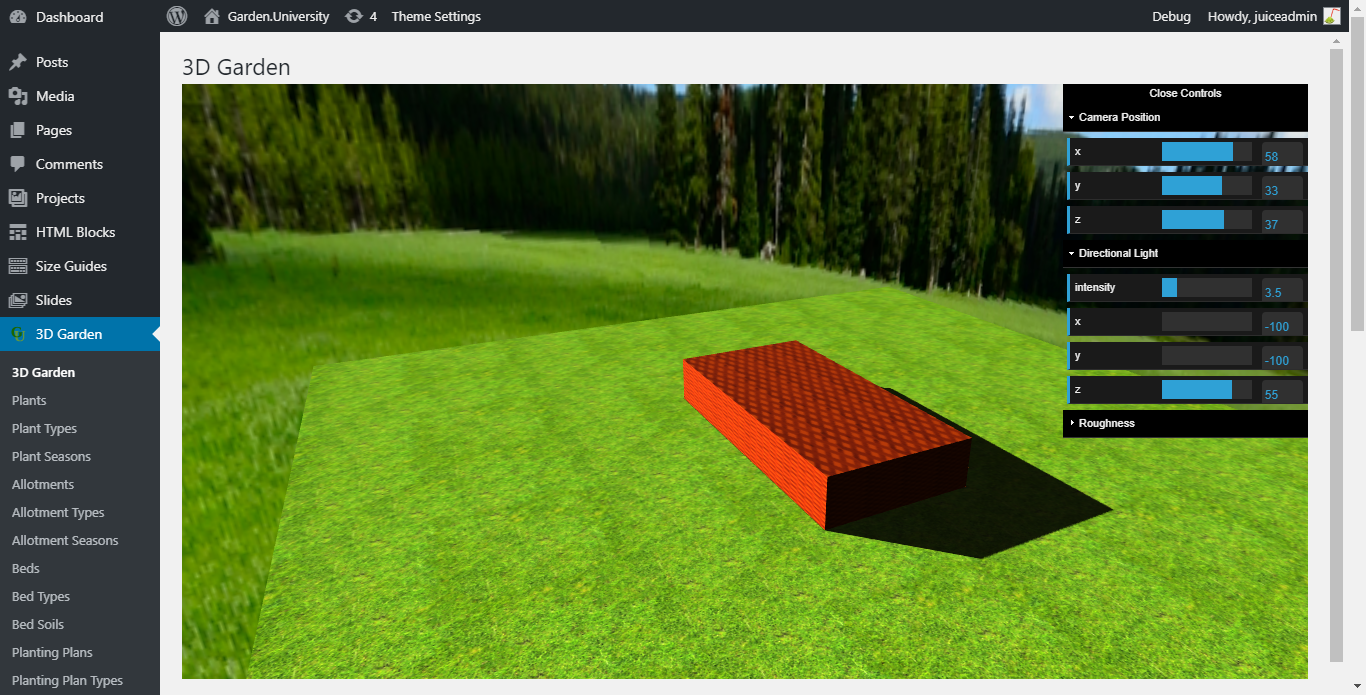 Dashboard
Garden.University
4
Theme Settings
Debug
Howdy, juiceadmin
Posts
Media
Pages
Comments
Projects
HTML Blocks
Size Guides
Slides
3D Garden
3D Garden
Plants
Plant Types
Plant Seasons
Allotments
Allotment Types
Allotment Seasons
Beds
Bed Types
Bed Soils
Planting Plans
Planting Plan Types
3D Garden
Close Controls
Camera Position
x 58
y 33
z 37
Directional Light
intensity 3.5
x -100
y -100
z 55
Roughness